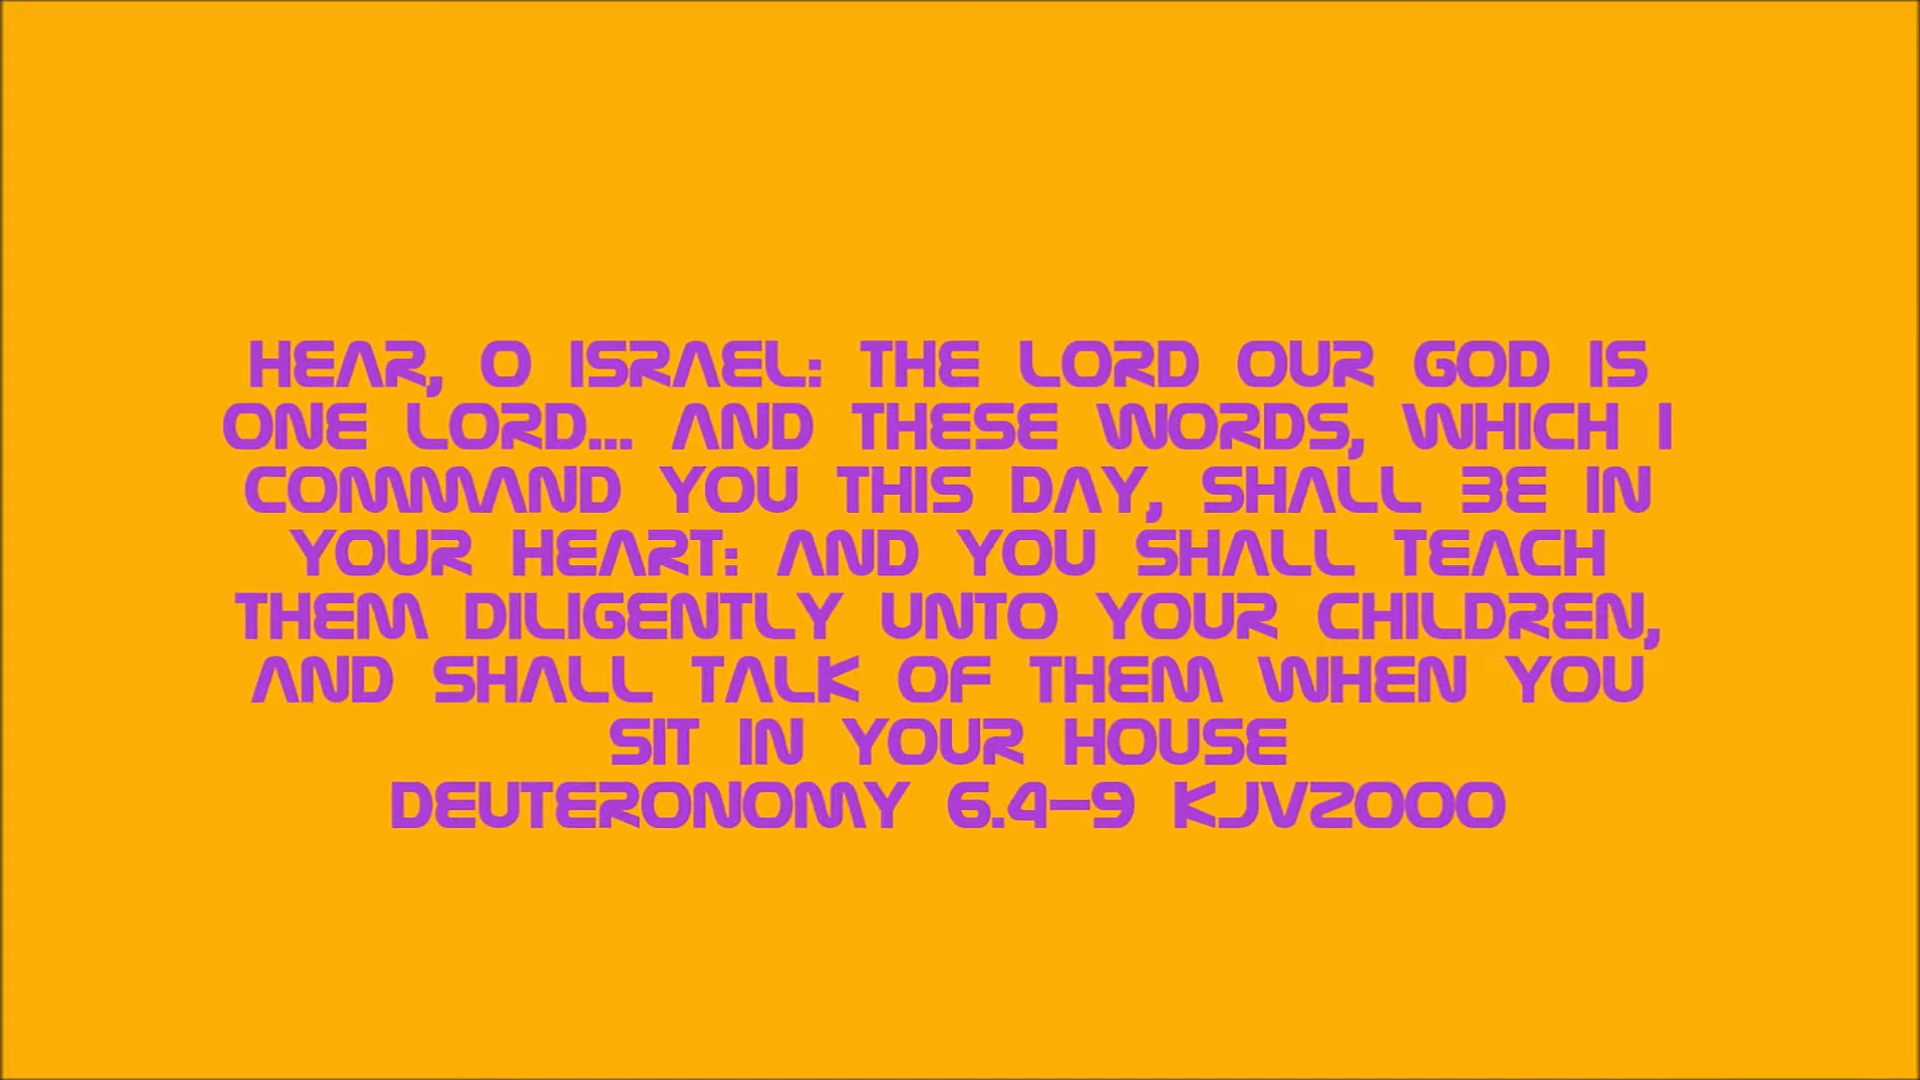 HEAR, O ISRAEL: THE LORD OUR GOD IS
ONE LORD... AND THESE WORDS, WHICH I
COMMAND YOU THIS DAY, SHALL BE IN
YOUR HEART: AND YOU SHALL TEACH
THEM DILIGENTLY UNTO YOUR CHILDREN,
AND SHALL TALK OF THEM WHEN YOU
SIT IN YOUR HOUSE
DEUTERONOMY 6.4-9 KJV2000